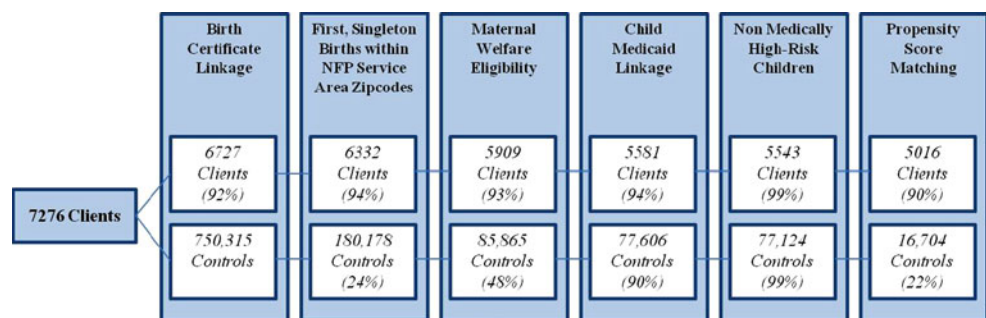 Birth
Certificate
Linkage
First, Singleton
Births within
NFP Service
Area Zipcodes
Maternal
Welfare
Eligibility
Child
Medicaid
Linkage
Non Medically
High-Risk
Children
Propensity
Score
Matching
7276 Clients
6727
Clients
(92%)
6332
Clients
(94%)
5909
Clients
(93%)
5581
Clients
(94%)
5543
Clients
(99%)
5016
Clients
(90%)
750,315
Controls
180,178
Controls
(24%)
85,865
Controls
(48%)
77,606
Controls
(90%)
77,124
Controls
(99%)
16,704
Controls
(22%)